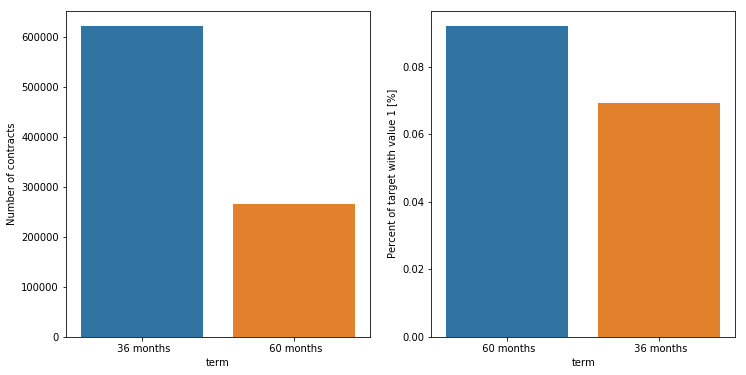 Number of contracts
600000
500000
400000
300000
200000
100000
0
36 months
60 months
term
Percent of target with value 1 [%]
0.08
0.06
0.04
0.02
0.00
60 months
36 months
term